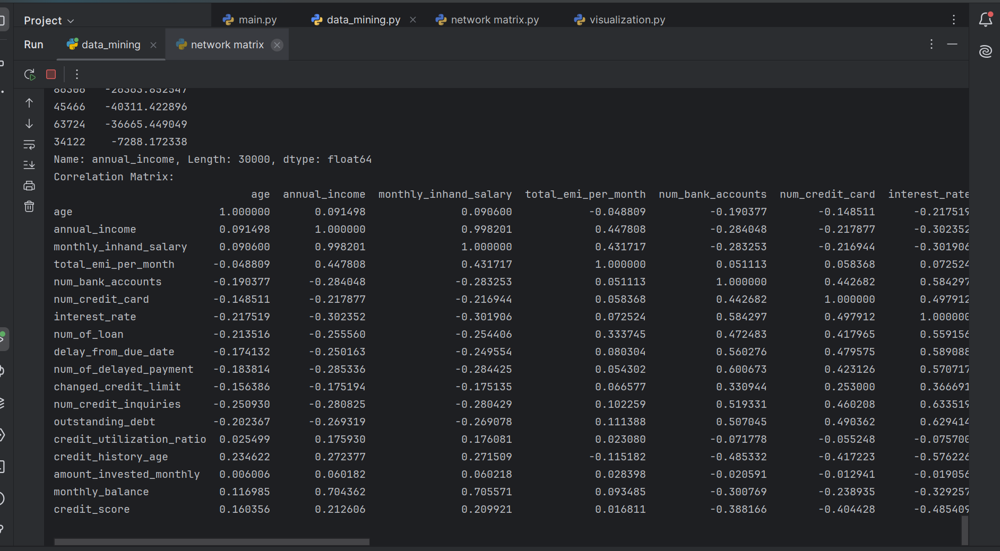 Project
main.py data_mining.py network matrix.py visualization.py
Run data_mining network matrix
86306 -26363.852547
45466 -40311.422896
63724 -36665.449049
34122 -7288.172338
Name: annual_income, Length: 30000, dtype: float64
Correlation Matrix:
age annual_income monthly_inhand_salary total_emi_per_month num_bank_accounts num_credit_card interest_rate
age 1.000000 0.091498 0.090600 -0.048809 -0.190377 -0.148511 -0.217519
annual_income 0.091498 1.000000 0.998201 0.447808 -0.284048 -0.217877 -0.302352
monthly_inhand_salary 0.090600 0.998201 1.000000 0.431717 -0.283253 -0.216944 -0.301906
total_emi_per_month -0.048809 0.447808 0.431717 1.000000 0.051113 0.058368 0.072524
num_bank_accounts -0.190377 -0.284048 -0.283253 0.051113 1.000000 0.442682 0.584297
num_credit_card -0.148511 -0.217877 -0.216944 0.058368 0.442682 1.000000 0.497912
interest_rate -0.217519 -0.302352 -0.301906 0.072524 0.584297 0.497912 1.000000
num_of_loan -0.213516 -0.255560 -0.254406 0.333745 0.472483 0.417965 0.559156
delay_from_due_date -0.174132 -0.250163 -0.249554 0.080304 0.560276 0.479575 0.589088
num_of_delayed_payment -0.183814 -0.285336 -0.284425 0.054302 0.600673 0.423126 0.570717
changed_credit_limit -0.156386 -0.175194 -0.175135 0.066577 0.330944 0.253000 0.366691
num_credit_inquiries -0.250930 -0.280825 -0.280429 0.102259 0.519331 0.460208 0.633519
outstanding_debt -0.202367 -0.269319 -0.269078 0.111388 0.507045 0.490362 0.629414
credit_utilization_ratio 0.025499 0.175930 0.176081 0.023080 -0.071778 -0.055248 -0.075700
credit_history_age 0.234622 0.272377 0.271509 -0.115182 -0.485332 -0.417223 -0.576226
amount_invested_monthly 0.006006 0.060182 0.060218 0.028398 -0.020591 -0.012941 -0.019056
monthly_balance 0.116985 0.704362 0.705571 0.093485 -0.300769 -0.238935 -0.329257
credit_score 0.160356 0.212606 0.209921 0.016811 -0.388166 -0.404428 -0.485409